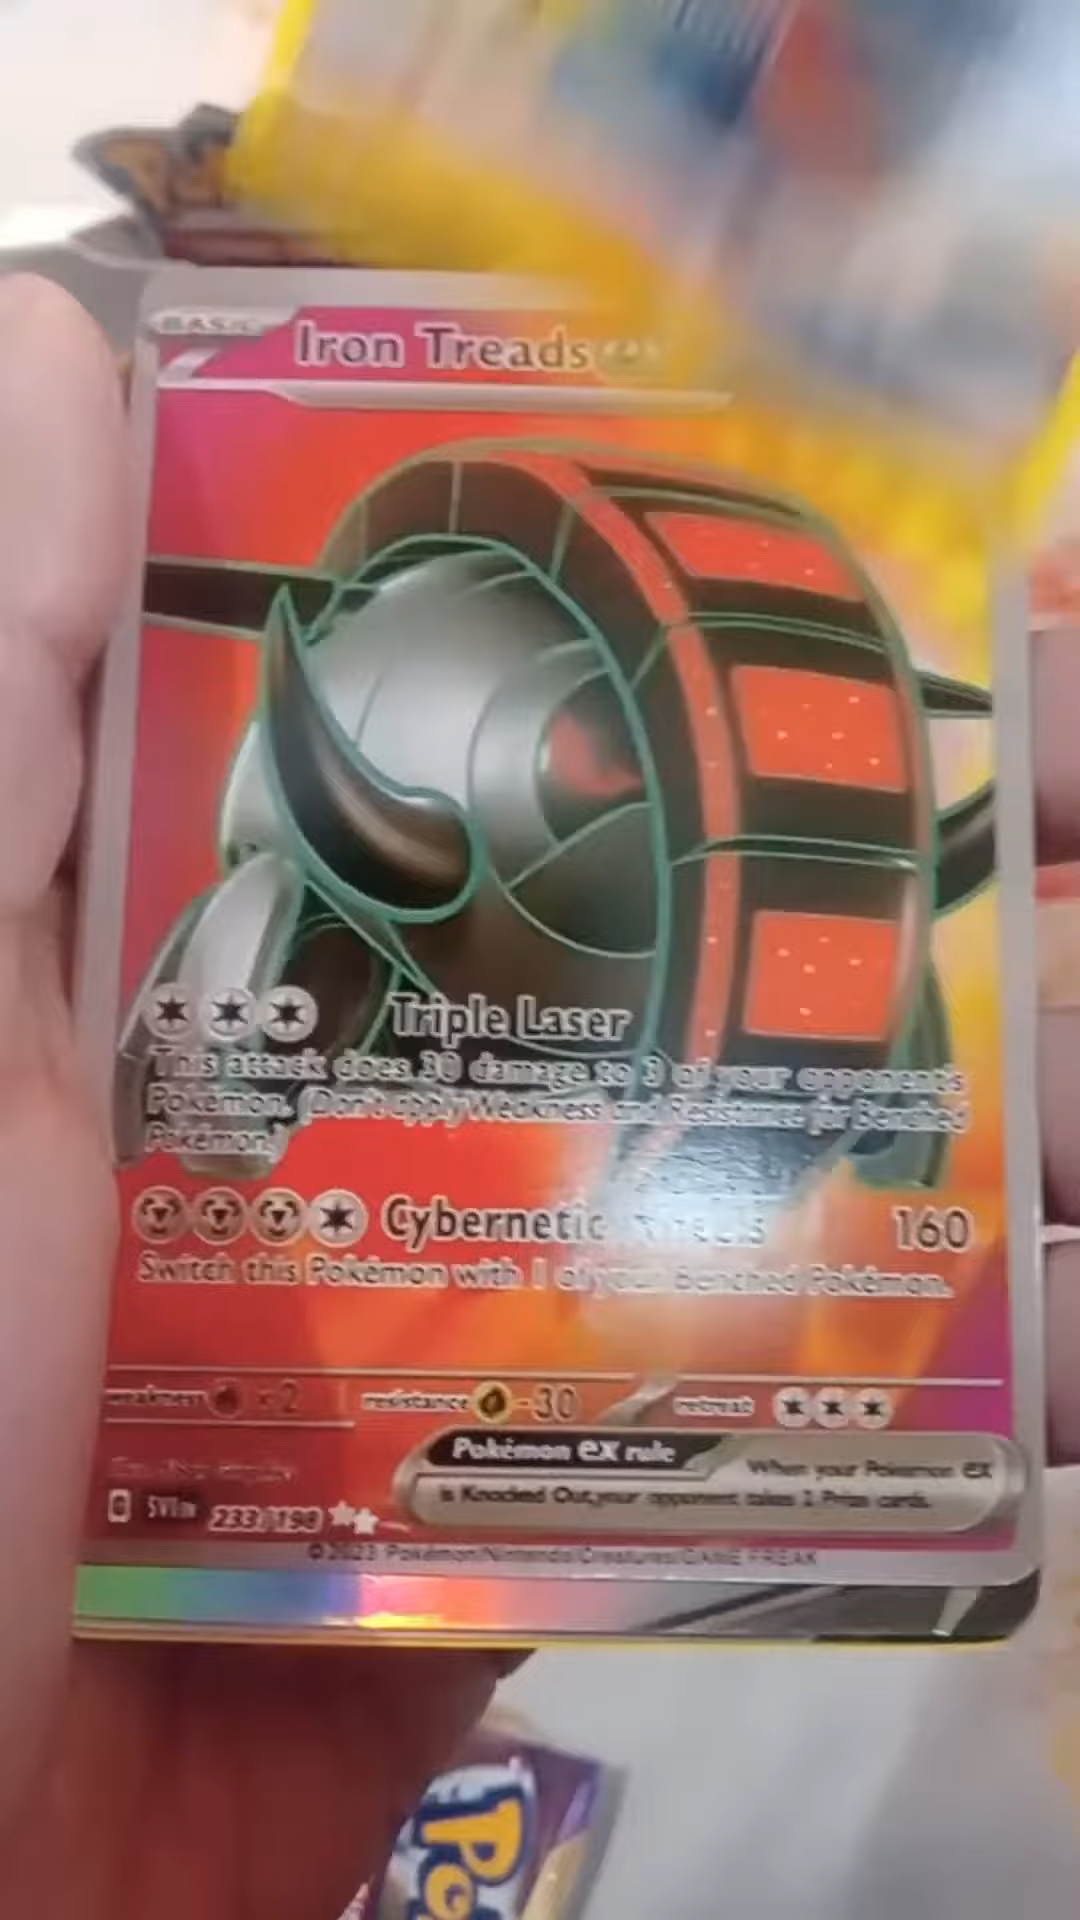 BASIC
Iron Treads ex
Triple Laser
This attack does 30 damage to 3 of your opponent's
Pokémon. (Don't apply Weakness and Resistance for Benched
Pokémon.)
Cybernetic 160
Switch this Pokémon with 1 of your Benched Pokémon.
weakness ×2 resistance -30 retreat
Pokémon ex rule When your Pokémon ex
is Knocked Out, your opponent takes 2 Prize cards.
SVI EN 233/198
©2023 Pokémon/Nintendo/Creatures/GAME FREAK